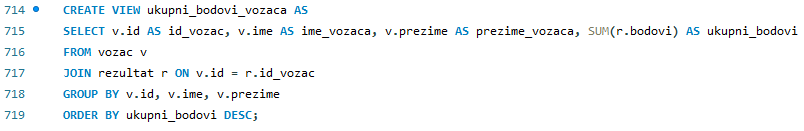 714 CREATE VIEW ukupni_bodovi_vozaca AS
715 SELECT v.id AS id_vozac, v.ime AS ime_vozaca, v.prezime AS prezime_vozaca, SUM(r.bodovi) AS ukupni_bodovi
716 FROM vozac v
717 JOIN rezultat r ON v.id = r.id_vozac
718 GROUP BY v.id, v.ime, v.prezime
719 ORDER BY ukupni_bodovi DESC;